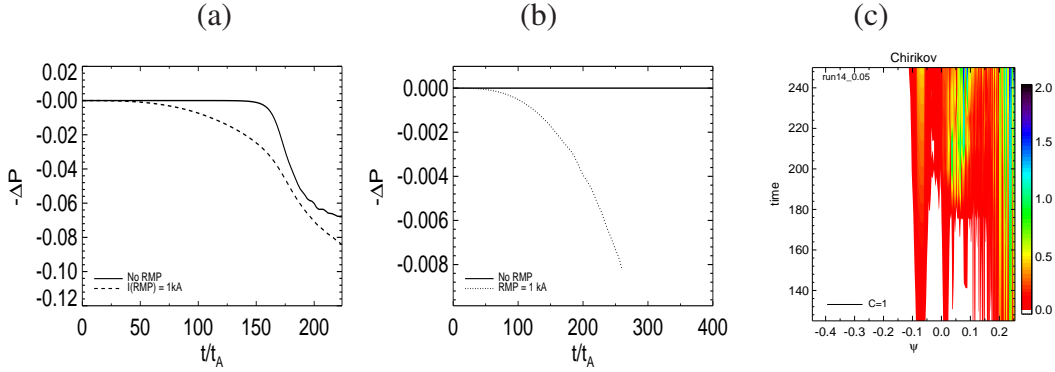 (a)
0.02
-0.00
-0.02
-0.04
-0.06
-0.08
-0.10
-0.12
-ΔP
No RMP
I(RMP) = 1kA
0 50 100 150 200
t/t_A
(b)
0.000
-0.002
-0.004
-0.006
-0.008
-ΔP
No RMP
RMP = 1 kA
0 100 200 300 400
t/t_A
(c)
Chirikov
run14_0.05
240
220
200
180
160
140
time
C=1
-0.4 -0.3 -0.2 -0.1 0.0 0.1 0.2
ψ
2.0
1.5
1.0
0.5
0.0